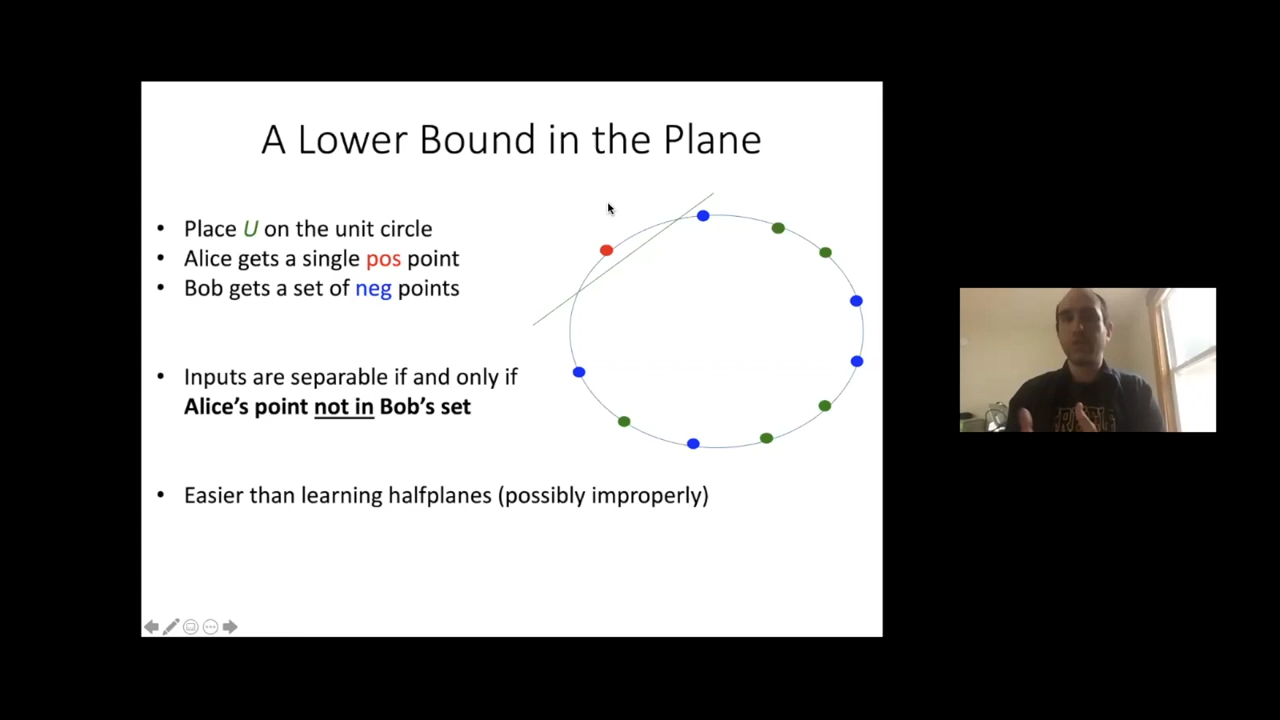 A Lower Bound in the Plane
• Place U on the unit circle
• Alice gets a single pos point
• Bob gets a set of neg points
• Inputs are separable if and only if
Alice's point not in Bob's set
• Easier than learning halfplanes (possibly improperly)